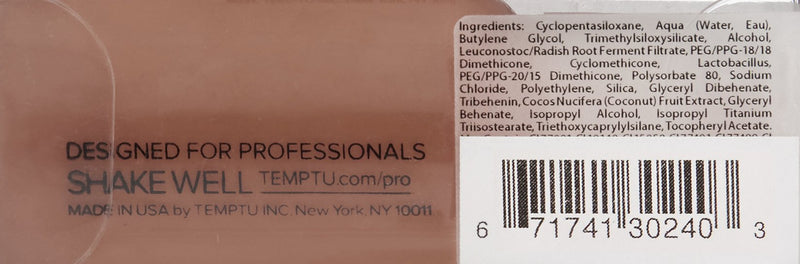 Ingredients: Cyclopentasiloxane, Aqua (Water, Eau),
Butylene Glycol, Trimethylsiloxysilicate, Alcohol,
Leuconostoc/Radish Root Ferment Filtrate, PEG/PPG-18/18
Dimethicone, Cyclomethicone, Lactobacillus,
PEG/PPG-20/15 Dimethicone, Polysorbate 80, Sodium
Chloride, Polyethylene, Silica, Glyceryl Dibehenate,
Tribehenin, Cocos Nucifera (Coconut) Fruit Extract, Glyceryl
Behenate, Isopropyl Alcohol, Isopropyl Titanium
Triisostearate, Triethoxycaprylylsilane, Tocopheryl Acetate.
DESIGNED FOR PROFESSIONALS
SHAKE WELL TEMPTU.com/pro
MADE IN USA by TEMPTU INC. New York, NY 10011
6 71741 30240 3